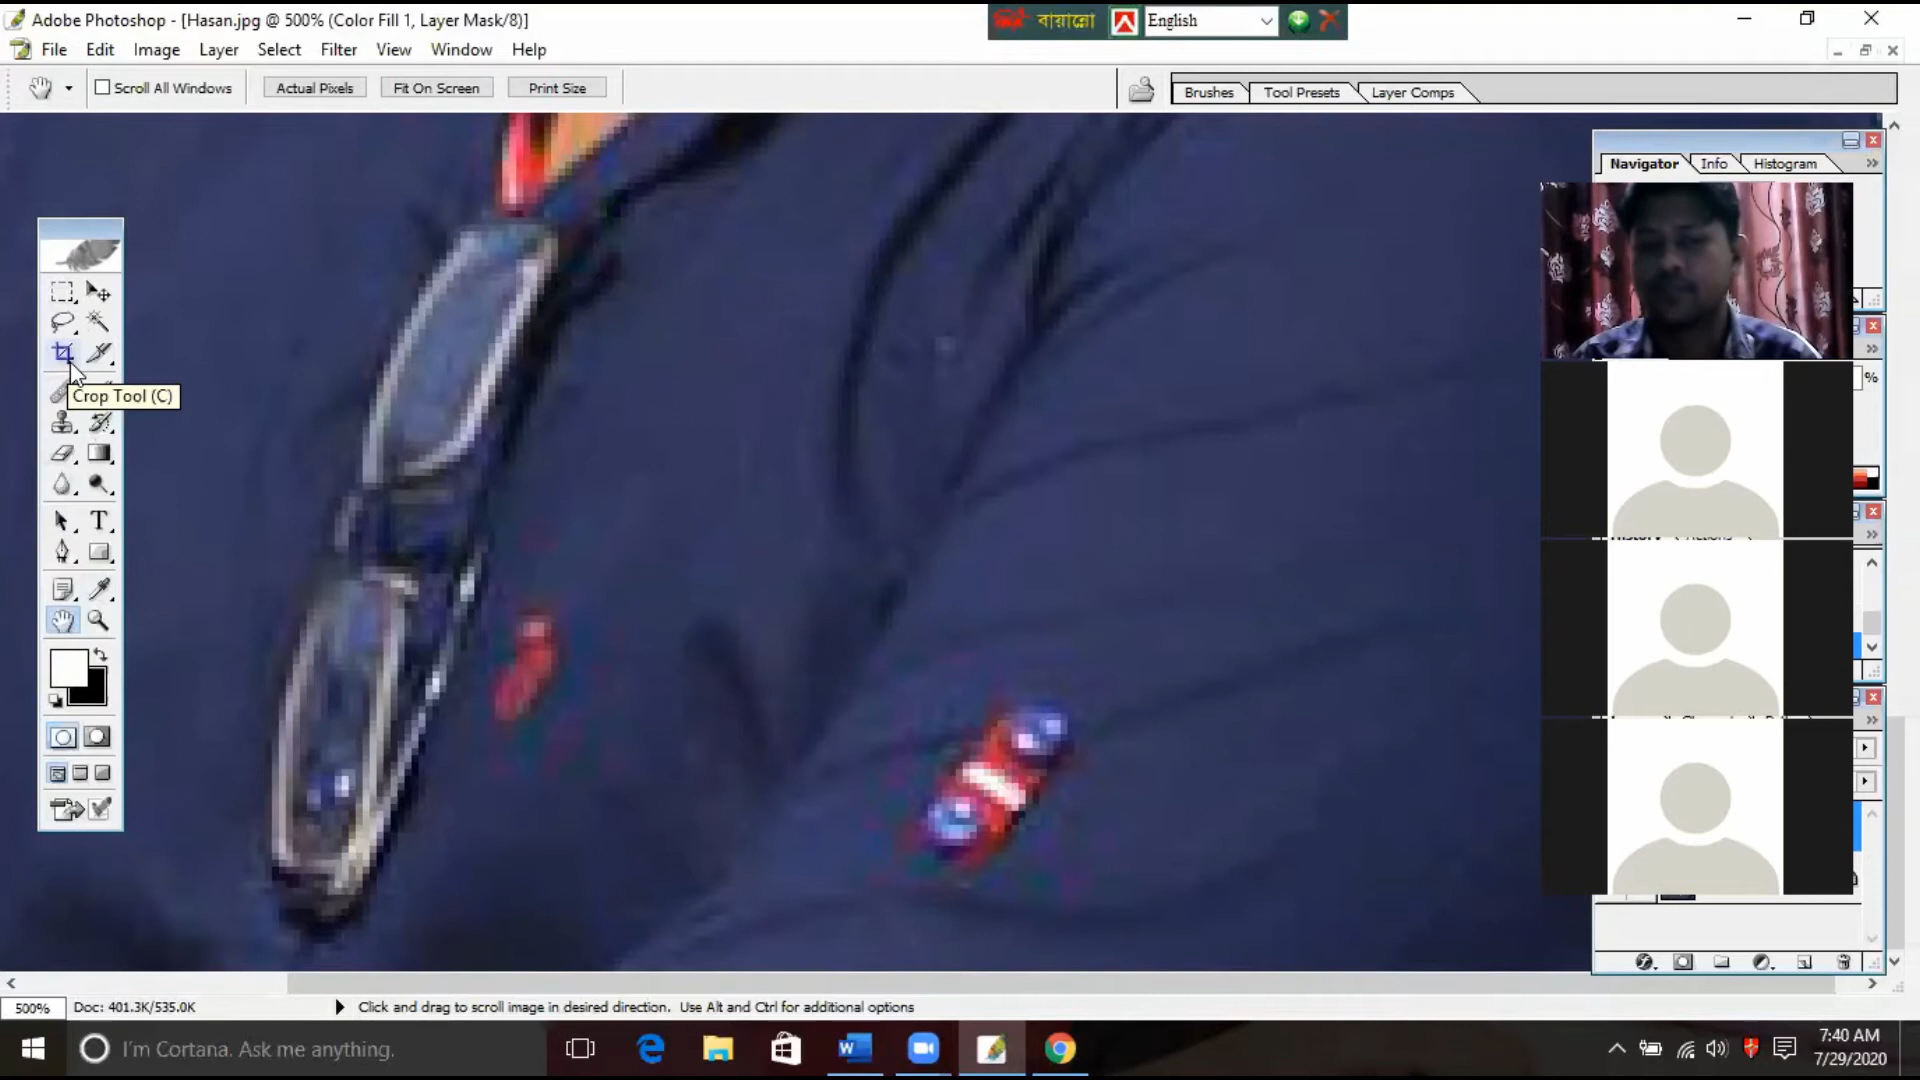 Adobe Photoshop - [Hasan.jpg @ 500% (Color Fill 1, Layer Mask/8)]
বায়ান্নো English
File Edit Image Layer Select Filter View Window Help
Scroll All Windows Actual Pixels Fit On Screen Print Size Brushes Tool Presets Layer Comps
Navigator Info Histogram
%
Crop Tool (C)
T
500% Doc: 401.3K/535.0K Click and drag to scroll image in desired direction. Use Alt and Ctrl for additional options
I'm Cortana. Ask me anything.
7:40 AM
7/29/2020